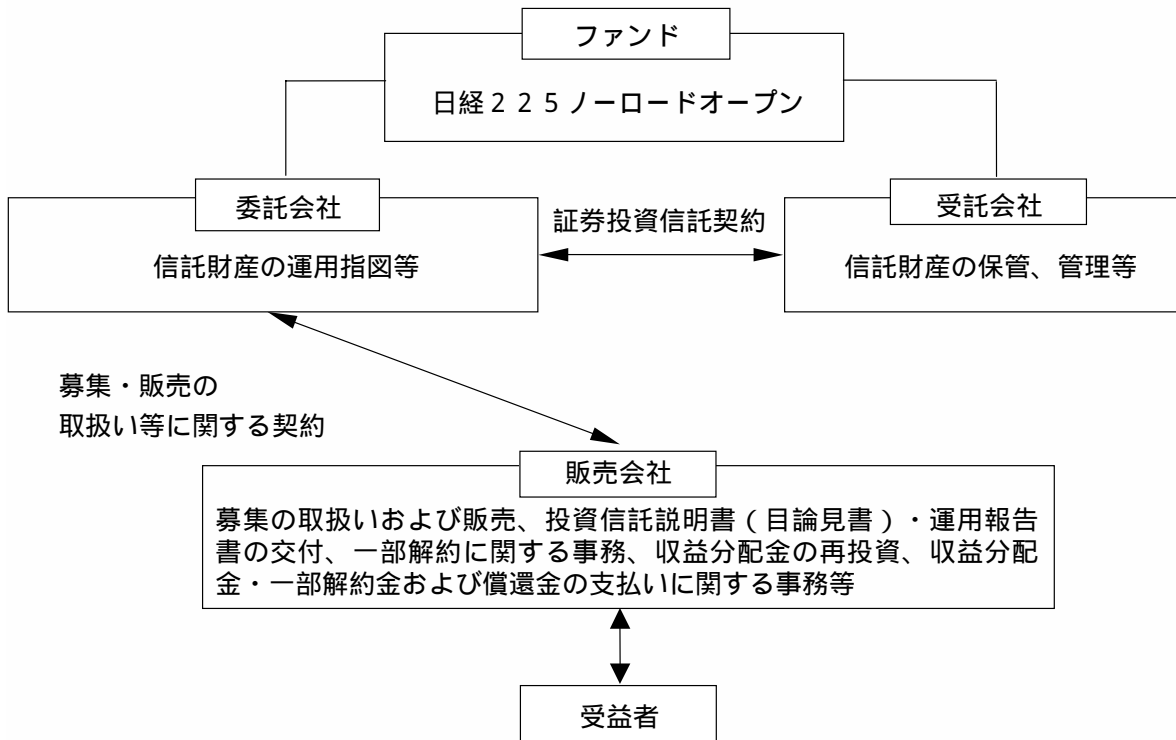 ファンド
日経２２５ノーロードオープン
委託会社
信託財産の運用指図等
証券投資信託契約
受託会社
信託財産の保管、管理等
募集・販売の
取扱い等に関する契約
販売会社
募集の取扱いおよび販売、投資信託説明書（目論見書）・運用報告
書の交付、一部解約に関する事務、収益分配金の再投資、収益分配
金・一部解約金および償還金の支払いに関する事務等
受益者